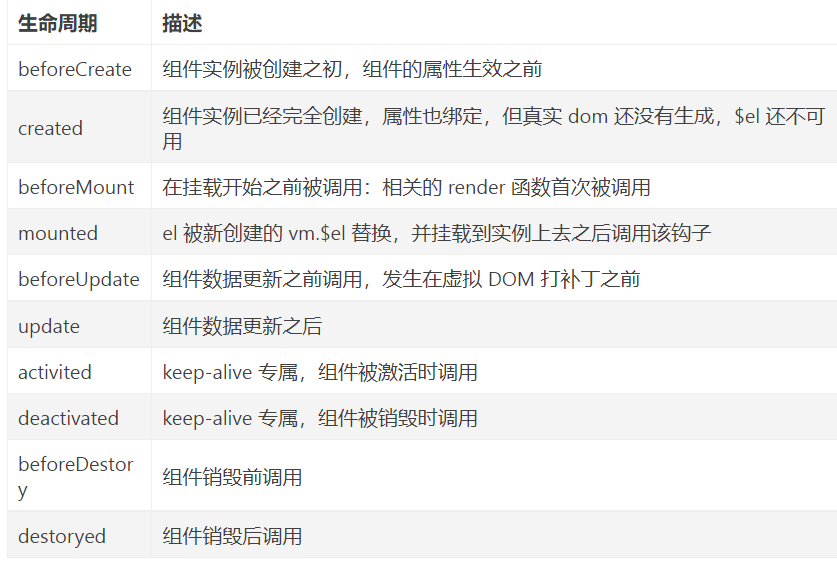 生命周期 描述
beforeCreate 组件实例被创建之初，组件的属性生效之前
created 组件实例已经完全创建，属性也绑定，但真实 dom 还没有生成，$el 还不可
用
beforeMount 在挂载开始之前被调用：相关的 render 函数首次被调用
mounted el 被新创建的 vm.$el 替换，并挂载到实例上去之后调用该钩子
beforeUpdate 组件数据更新之前调用，发生在虚拟 DOM 打补丁之前
update 组件数据更新之后
activited keep-alive 专属，组件被激活时调用
deactivated keep-alive 专属，组件被销毁时调用
beforeDestor
y 组件销毁前调用
destoryed 组件销毁后调用